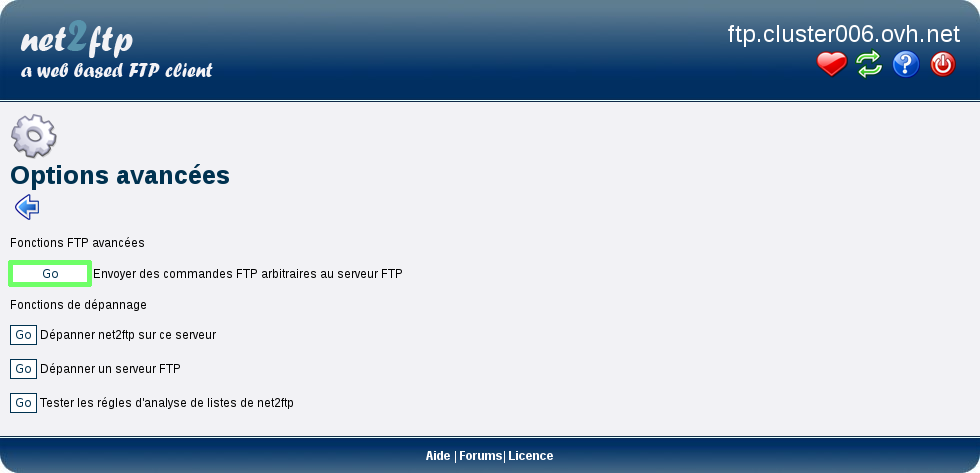 net2ftp
a web based FTP client
ftp.cluster006.ovh.net
Options avancées
Fonctions FTP avancées
Go Envoyer des commandes FTP arbitraires au serveur FTP
Fonctions de dépannage
Go Dépanner net2ftp sur ce serveur
Go Dépanner un serveur FTP
Go Tester les régles d'analyse de listes de net2ftp
Aide | Forums| Licence